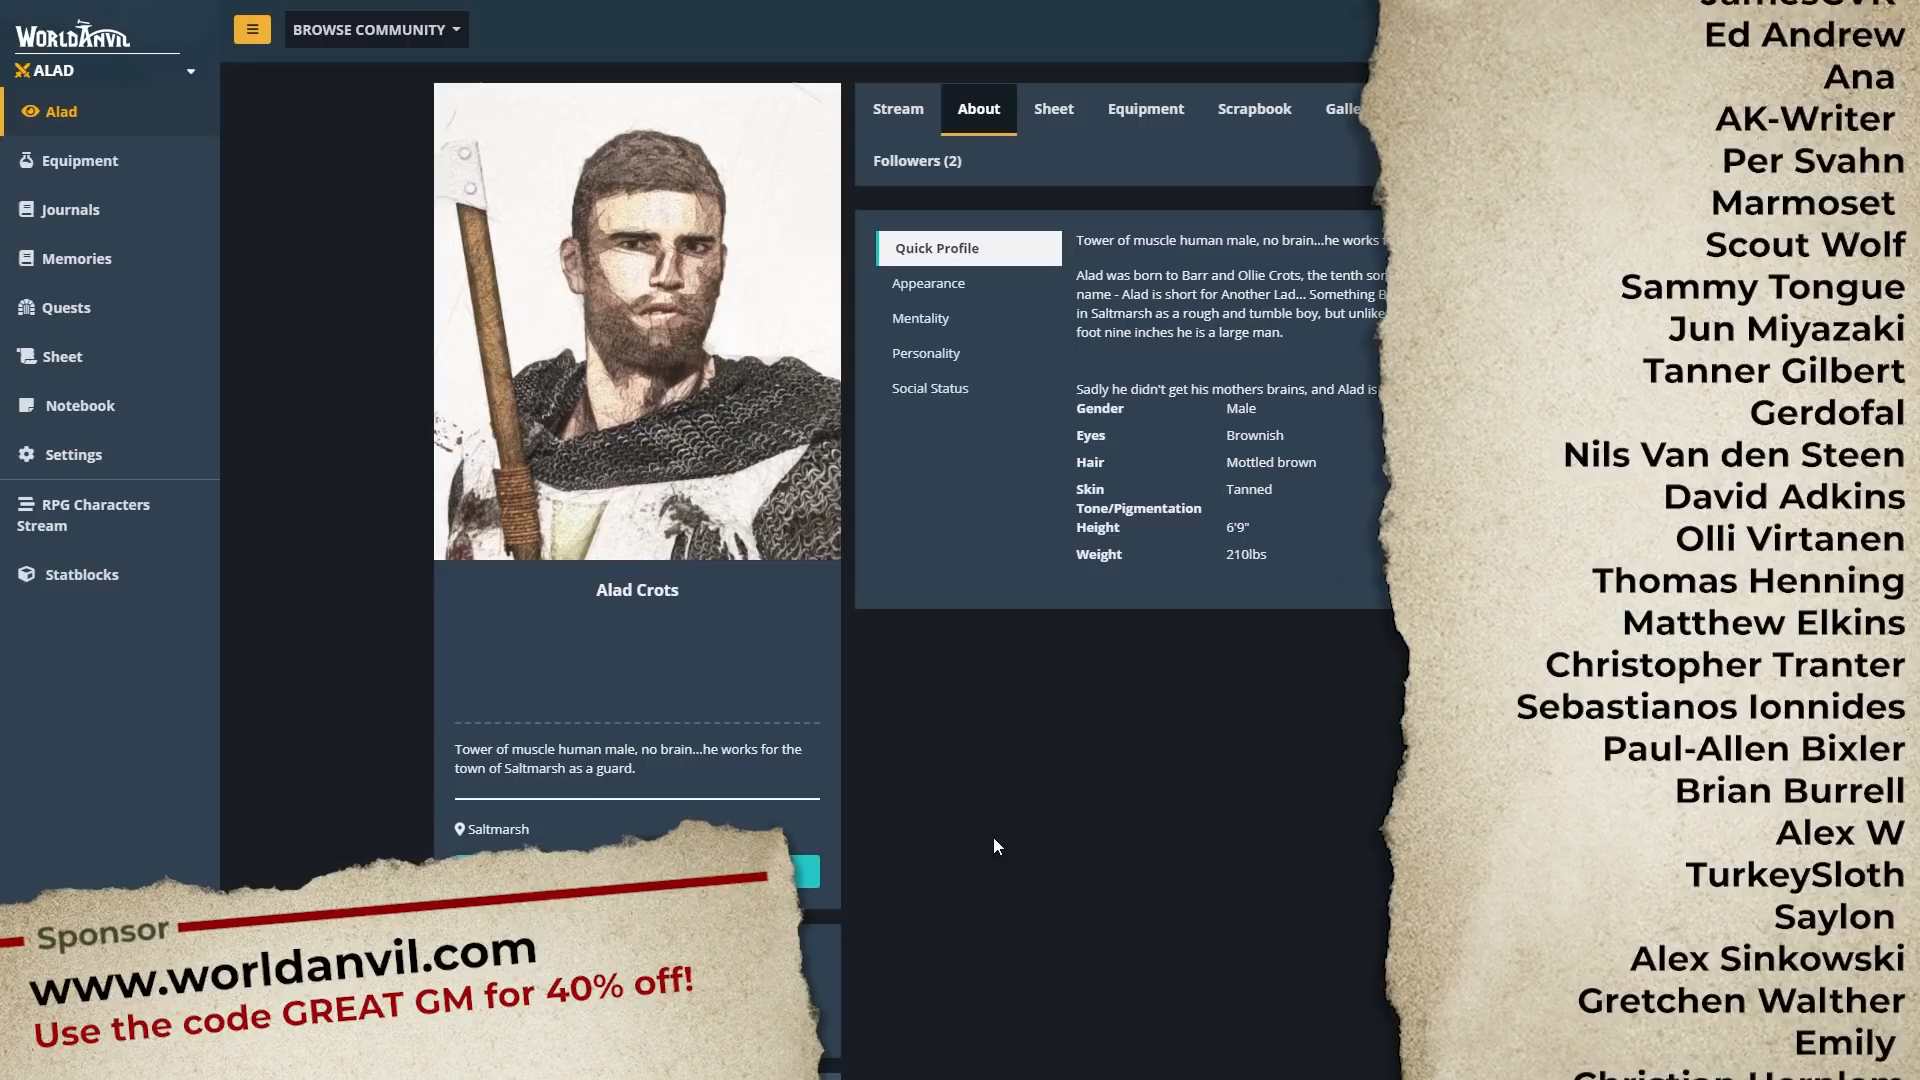 WORLDANVIL
ALAD
Alad
Equipment
Journals
Memories
Quests
Sheet
Notebook
Settings
RPG Characters
Stream
Statblocks
BROWSE COMMUNITY
Alad Crots
Tower of muscle human male, no brain...he works for the
town of Saltmarsh as a guard.
Saltmarsh
Stream About Sheet Equipment Scrapbook Galle
Followers (2)
Quick Profile
Appearance
Mentality
Personality
Social Status
Tower of muscle human male, no brain...he works
Alad was born to Barr and Ollie Crots, the tenth son
name - Alad is short for Another Lad... Something
in Saltmarsh as a rough and tumble boy, but unlike
foot nine inches he is a large man.
Sadly he didn't get his mothers brains, and Alad is
Gender Male
Eyes Brownish
Hair Mottled brown
Skin Tanned
Tone/Pigmentation
Height 6'9"
Weight 210lbs
Sponsor
www.worldanvil.com
Use the code GREAT GM for 40% off!
Ed Andrew
Ana
AK-Writer
Per Svahn
Marmoset
Scout Wolf
Sammy Tongue
Jun Miyazaki
Tanner Gilbert
Gerdofal
Nils Van den Steen
David Adkins
Olli Virtanen
Thomas Henning
Matthew Elkins
Christopher Tranter
Sebastianos Ionnides
Paul-Allen Bixler
Brian Burrell
Alex W
TurkeySloth
Saylon
Alex Sinkowski
Gretchen Walther
Emily